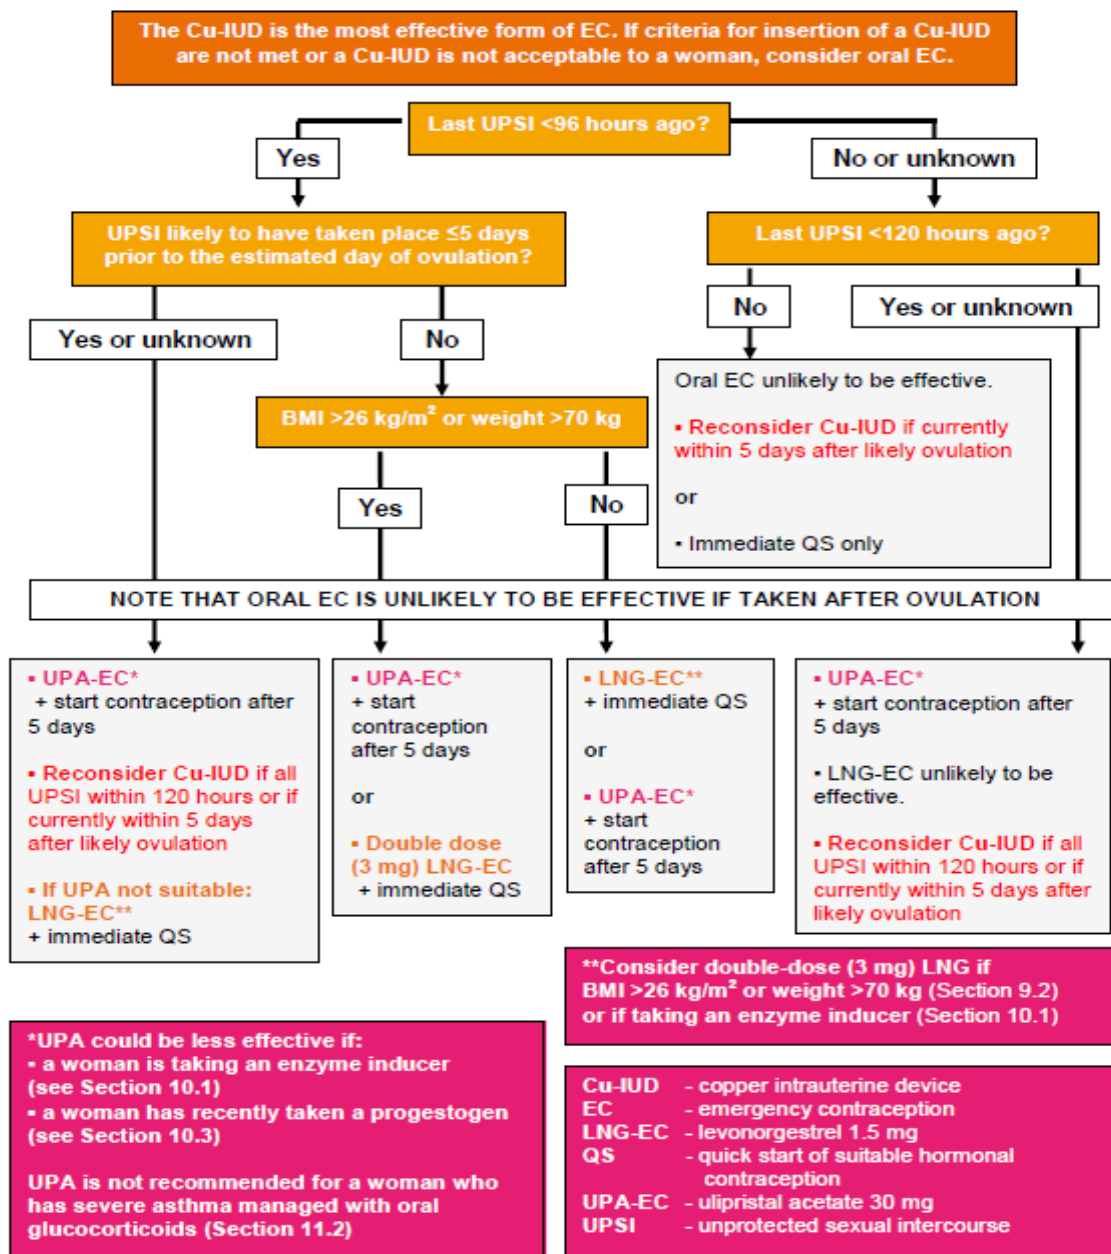 The Cu-IUD is the most effective form of EC. If criteria for insertion of a Cu-IUD
are not met or a Cu-IUD is not acceptable to a woman, consider oral EC.
Last UPSI <96 hours ago?
Yes
No or unknown
UPSI likely to have taken place ≤5 days
prior to the estimated day of ovulation?
Last UPSI <120 hours ago?
Yes or unknown
No
No
Yes or unknown
BMI >26 kg/m² or weight >70 kg
Yes
No
Oral EC unlikely to be effective.
▪ Reconsider Cu-IUD if currently
within 5 days after likely ovulation
or
▪ Immediate QS only
NOTE THAT ORAL EC IS UNLIKELY TO BE EFFECTIVE IF TAKEN AFTER OVULATION
▪ UPA-EC*
+ start contraception after
5 days
▪ Reconsider Cu-IUD if all
UPSI within 120 hours or if
currently within 5 days
after likely ovulation
▪ If UPA not suitable:
LNG-EC**
+ immediate QS
▪ UPA-EC*
+ start
contraception
after 5 days
or
▪ Double dose
(3 mg) LNG-EC
+ immediate QS
▪ LNG-EC**
+ immediate QS
or
▪ UPA-EC*
+ start
contraception
after 5 days
▪ UPA-EC*
+ start contraception after
5 days
▪ LNG-EC unlikely to be
effective.
▪ Reconsider Cu-IUD if all
UPSI within 120 hours or if
currently within 5 days after
likely ovulation
**Consider double-dose (3 mg) LNG if
BMI >26 kg/m² or weight >70 kg (Section 9.2)
or if taking an enzyme inducer (Section 10.1)
*UPA could be less effective if:
▪ a woman is taking an enzyme inducer
(see Section 10.1)
▪ a woman has recently taken a progestogen
(see Section 10.3)
UPA is not recommended for a woman who
has severe asthma managed with oral
glucocorticoids (Section 11.2)
Cu-IUD - copper intrauterine device
EC - emergency contraception
LNG-EC - levonorgestrel 1.5 mg
QS - quick start of suitable hormonal
contraception
UPA-EC - ulipristal acetate 30 mg
UPSI - unprotected sexual intercourse